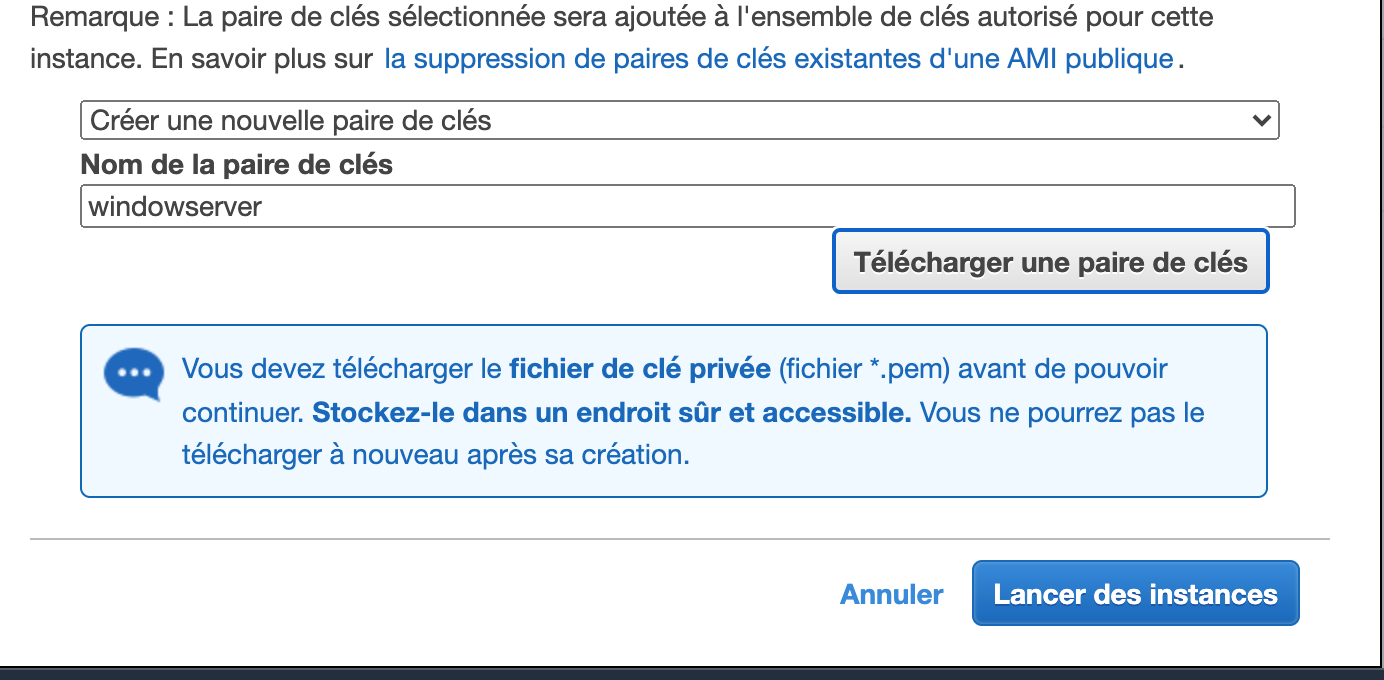 Remarque : La paire de clés sélectionnée sera ajoutée à l'ensemble de clés autorisé pour cette
instance. En savoir plus sur la suppression de paires de clés existantes d'une AMI publique.
Créer une nouvelle paire de clés
Nom de la paire de clés
windowserver
Télécharger une paire de clés
Vous devez télécharger le fichier de clé privée (fichier *.pem) avant de pouvoir
continuer. Stockez-le dans un endroit sûr et accessible. Vous ne pourrez pas le
télécharger à nouveau après sa création.
Annuler Lancer des instances